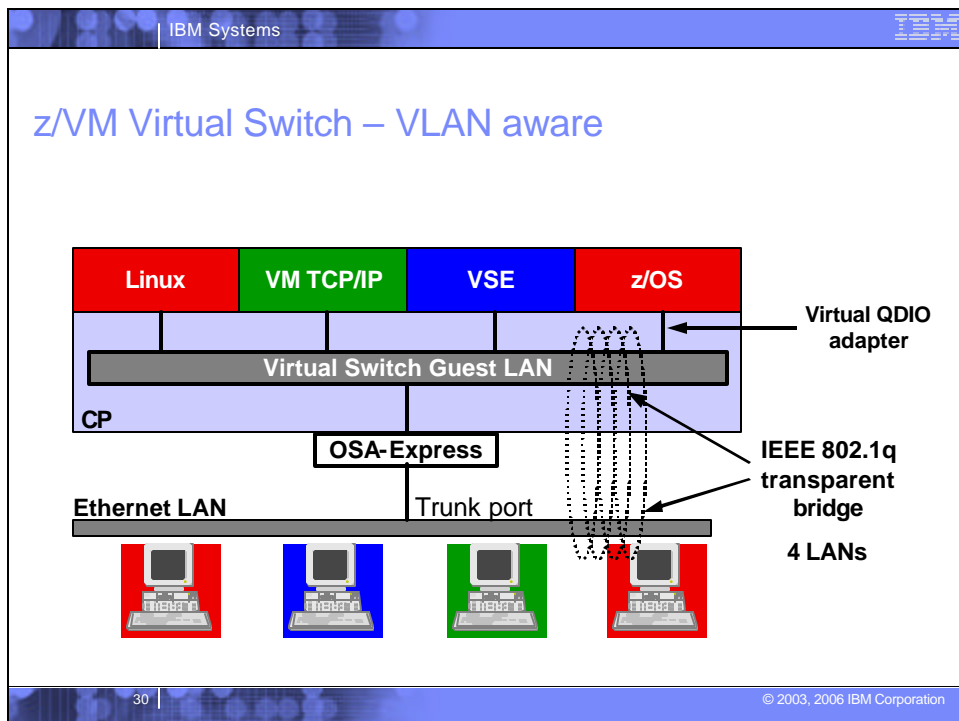 IBM Systems
IBM
z/VM Virtual Switch – VLAN aware
Linux
VM TCP/IP
VSE
z/OS
Virtual QDIO
adapter
Virtual Switch Guest LAN
CP
OSA-Express
IEEE 802.1q
transparent
bridge
Ethernet LAN
Trunk port
4 LANs
30
© 2003, 2006 IBM Corporation